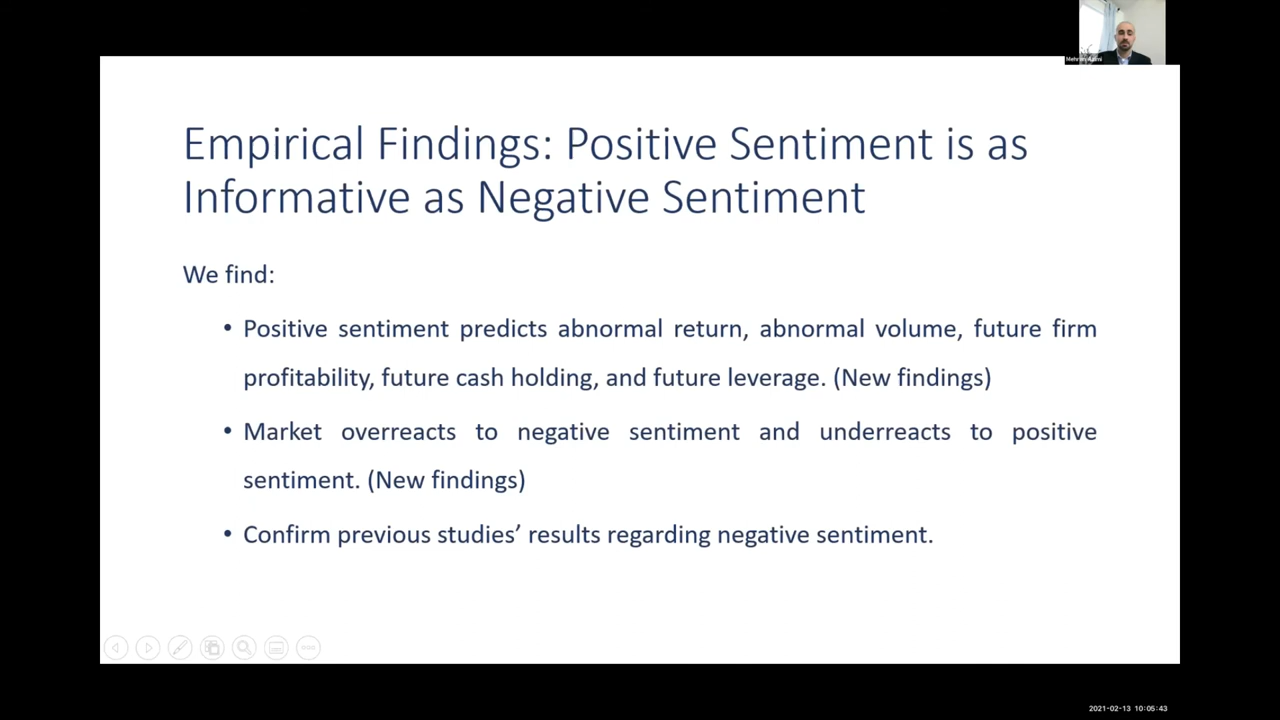 Empirical Findings: Positive Sentiment is as
Informative as Negative Sentiment
We find:
• Positive sentiment predicts abnormal return, abnormal volume, future firm
profitability, future cash holding, and future leverage. (New findings)
• Market overreacts to negative sentiment and underreacts to positive
sentiment. (New findings)
• Confirm previous studies’ results regarding negative sentiment.
2021-02-13 10:05:43